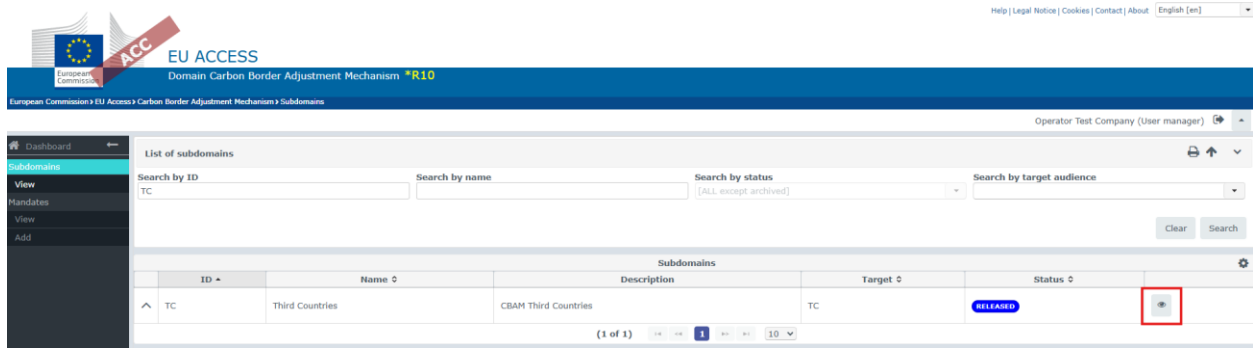 Help | Legal Notice | Cookies | Contact | About English [en]
European
Commission
ACC
EU ACCESS
Domain Carbon Border Adjustment Mechanism *R10
European Commission > EU Access > Carbon Border Adjustment Mechanism > Subdomains
Operator Test Company (User manager)
Dashboard
Subdomains
View
Mandates
View
Add
List of subdomains
Search by ID Search by name Search by status Search by target audience
TC [ALL except archived]
Clear Search
Subdomains
ID Name Description Target Status
TC Third Countries CBAM Third Countries TC RELEASED
(1 of 1) 1 10